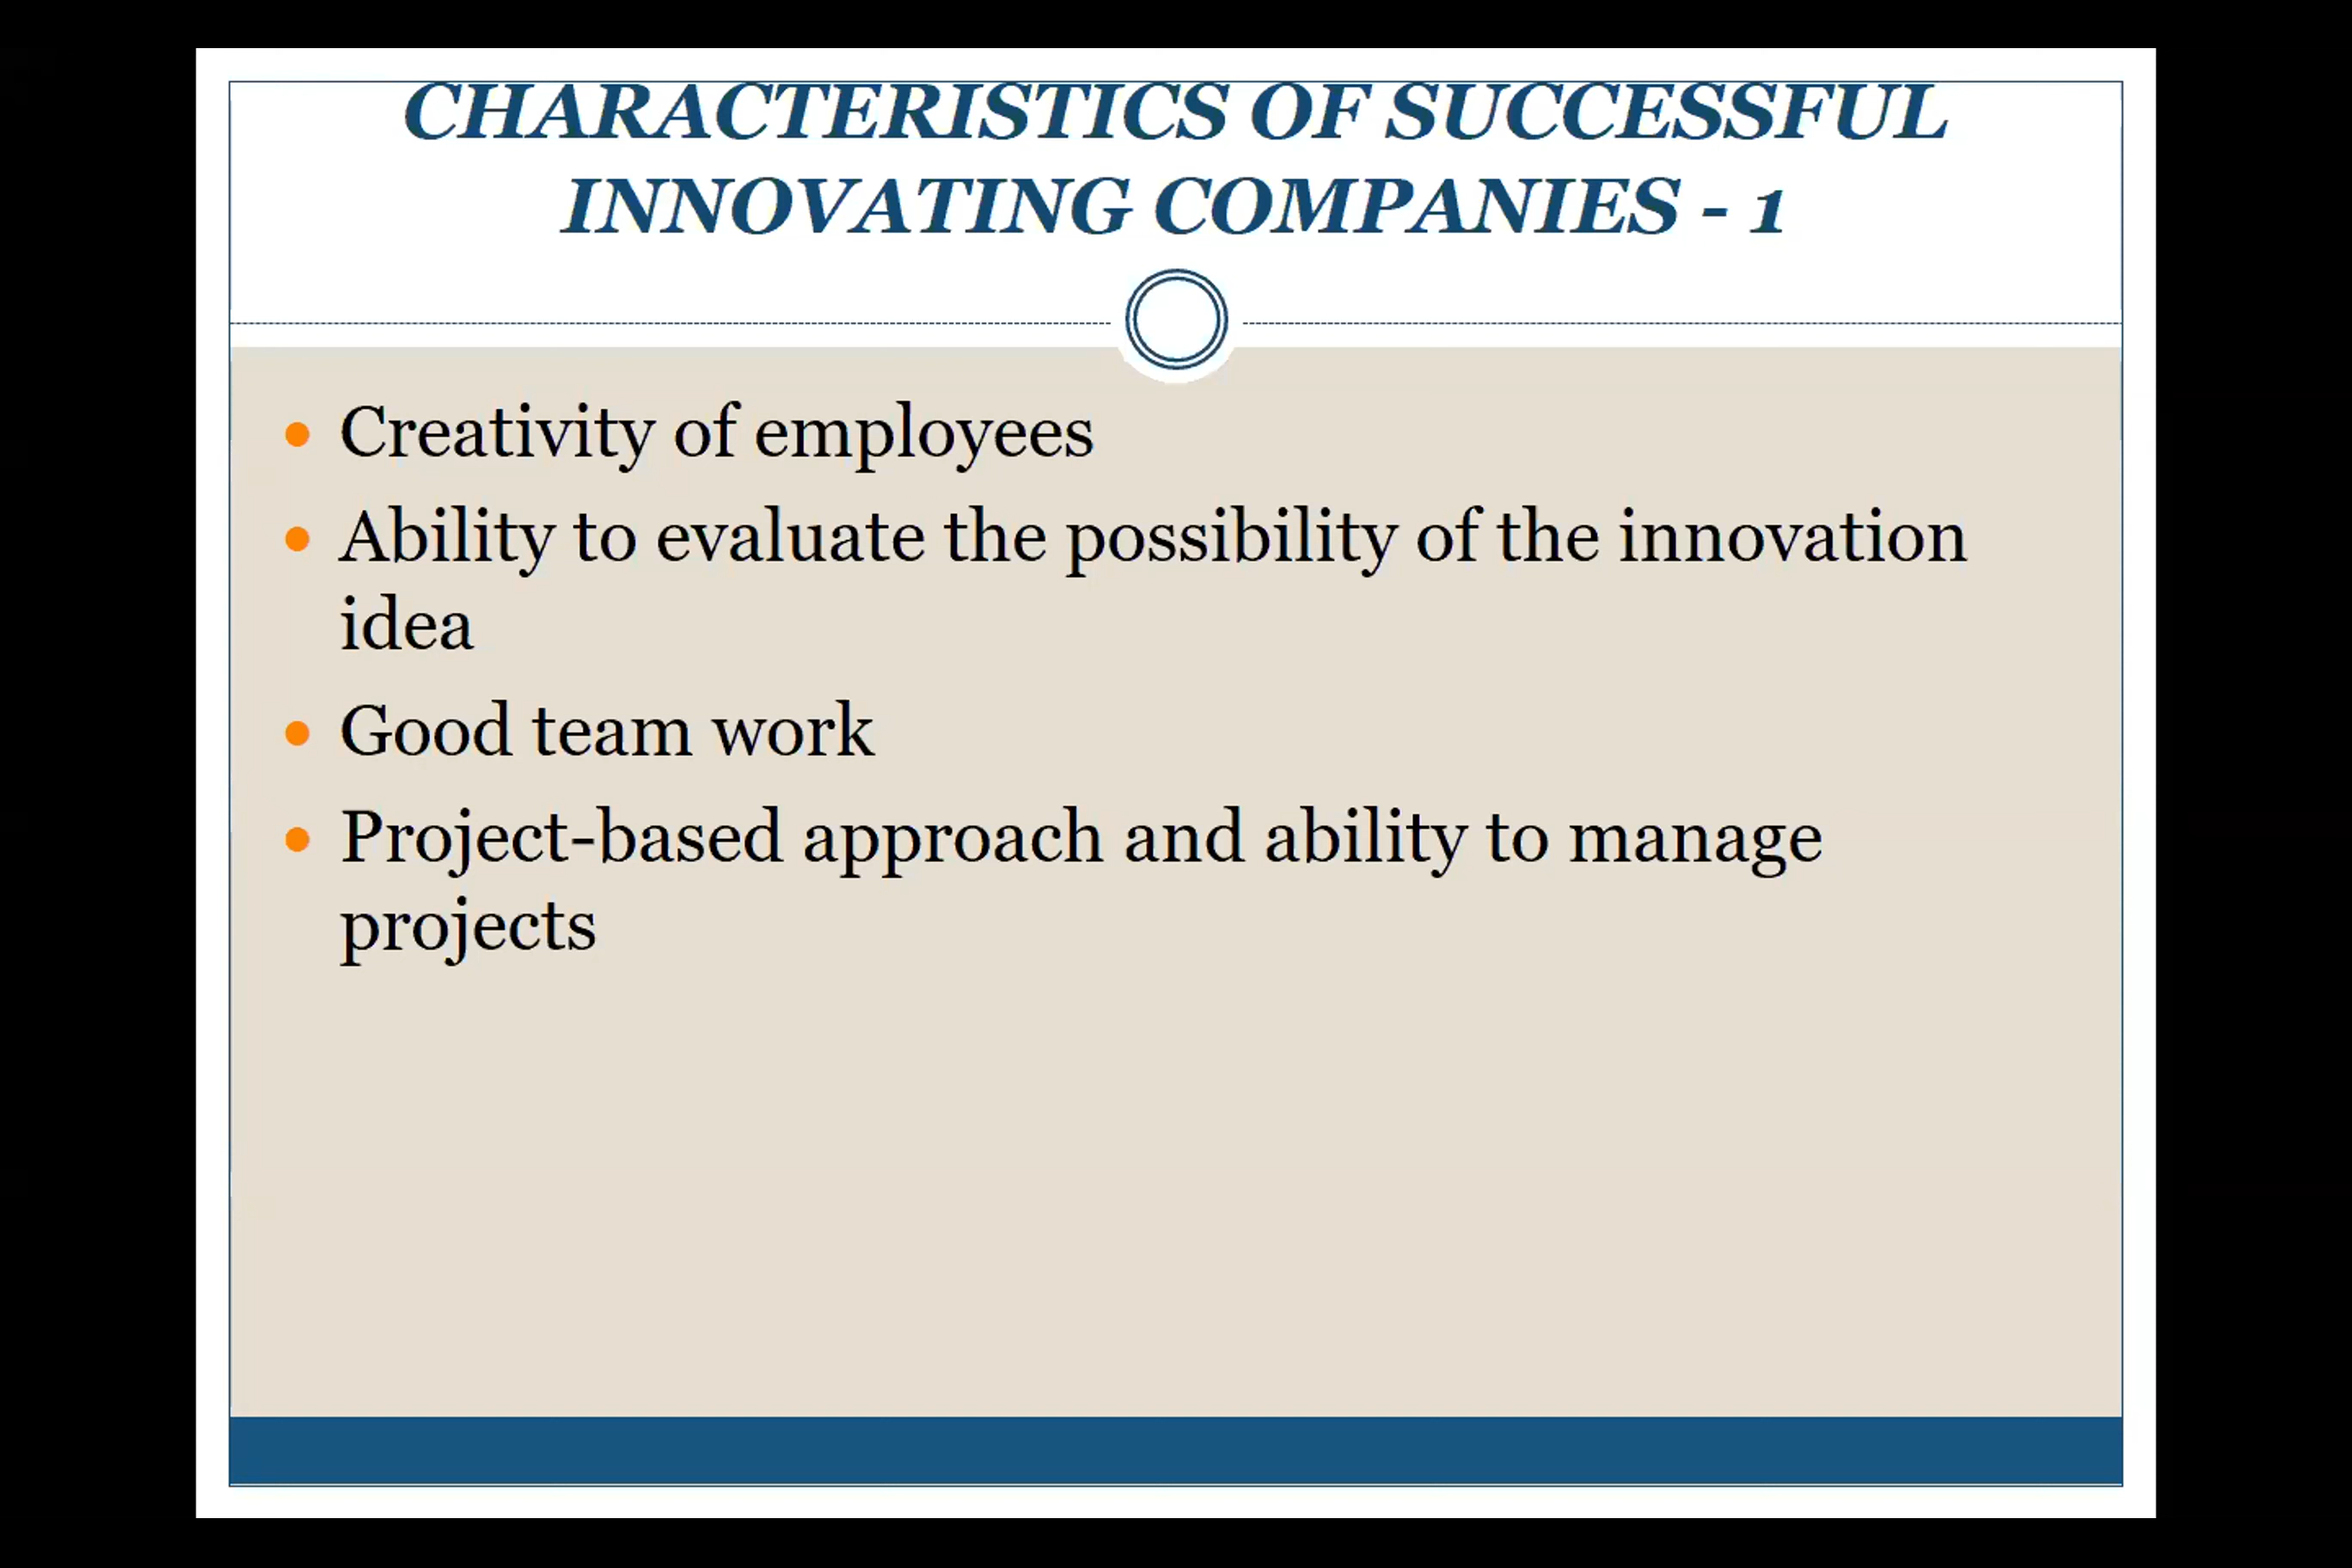 CHARACTERISTICS OF SUCCESSFUL
INNOVATING COMPANIES - 1
• Creativity of employees
• Ability to evaluate the possibility of the innovation
idea
• Good team work
• Project-based approach and ability to manage
projects